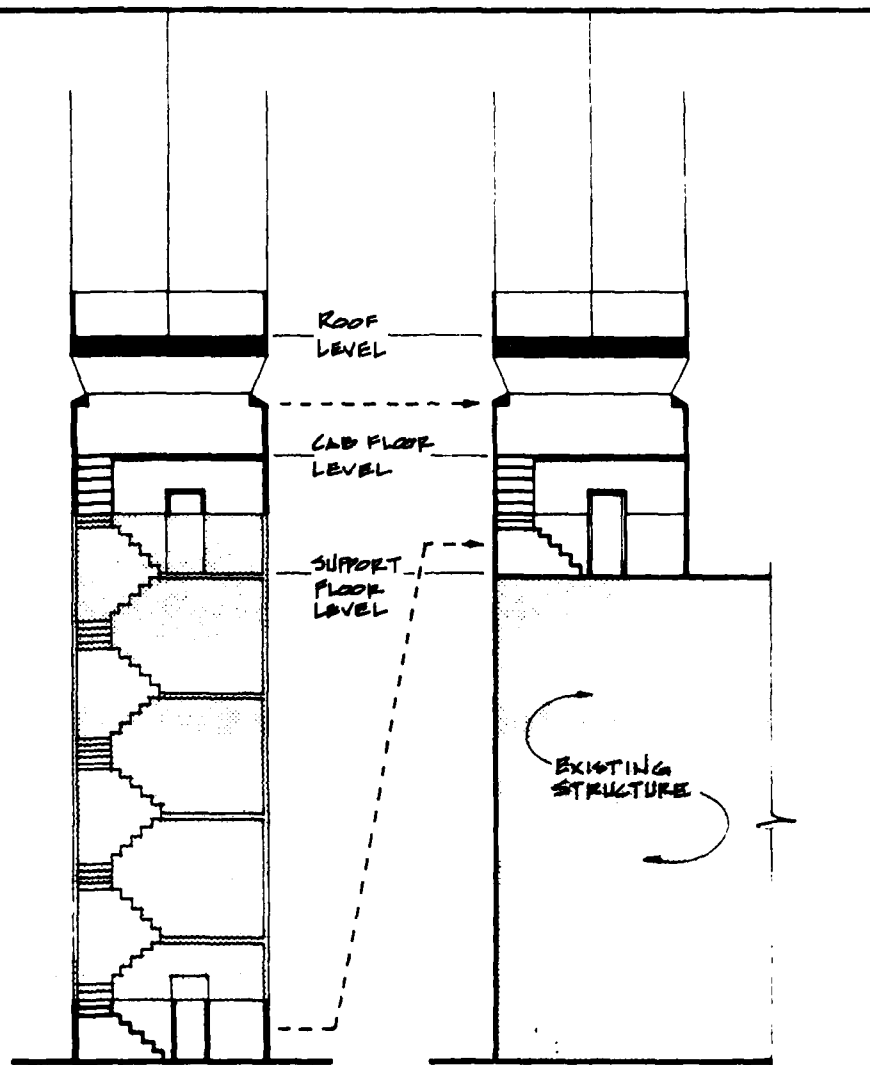 ROOF
LEVEL
CAB FLOOR
LEVEL
SUPPORT
FLOOR
LEVEL
EXISTING
STRUCTURE